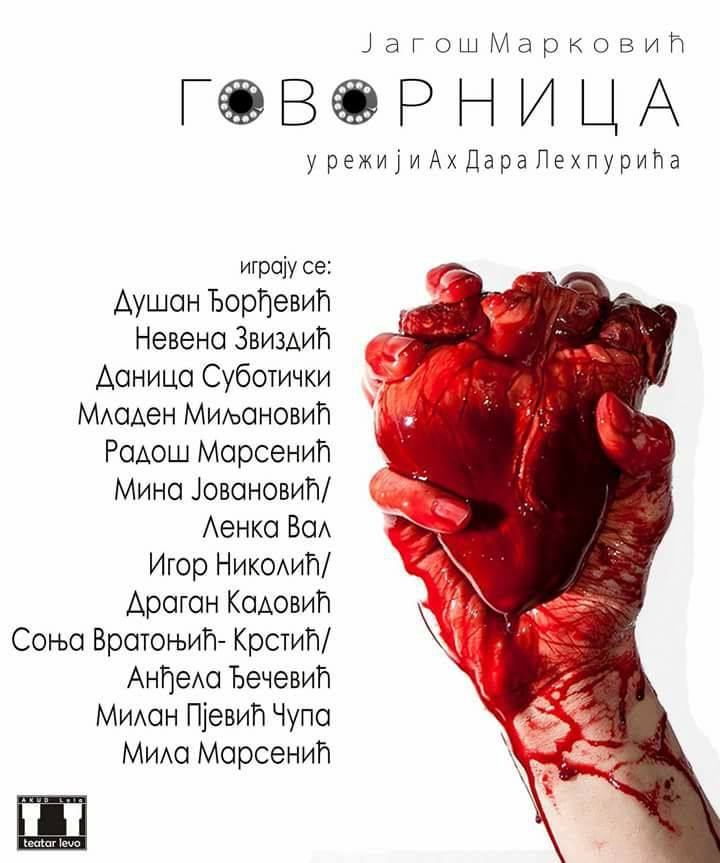 Јагош Марковић
ГОВОРНИЦА
у режији Ах Дара Лехпурића
играју се:
Душан Ђорђевић
Невена Звиздић
Даница Суботички
Младен Миљановић
Радош Марсенић
Мина Јовановић/
Ленка Вал
Игор Николић/
Драган Кадовић
Соња Вратоњић- Крстић/
Анђела Ђечевић
Милан Пјевић Чупа
Мила Марсенић
AKUD Lola
teatar levo